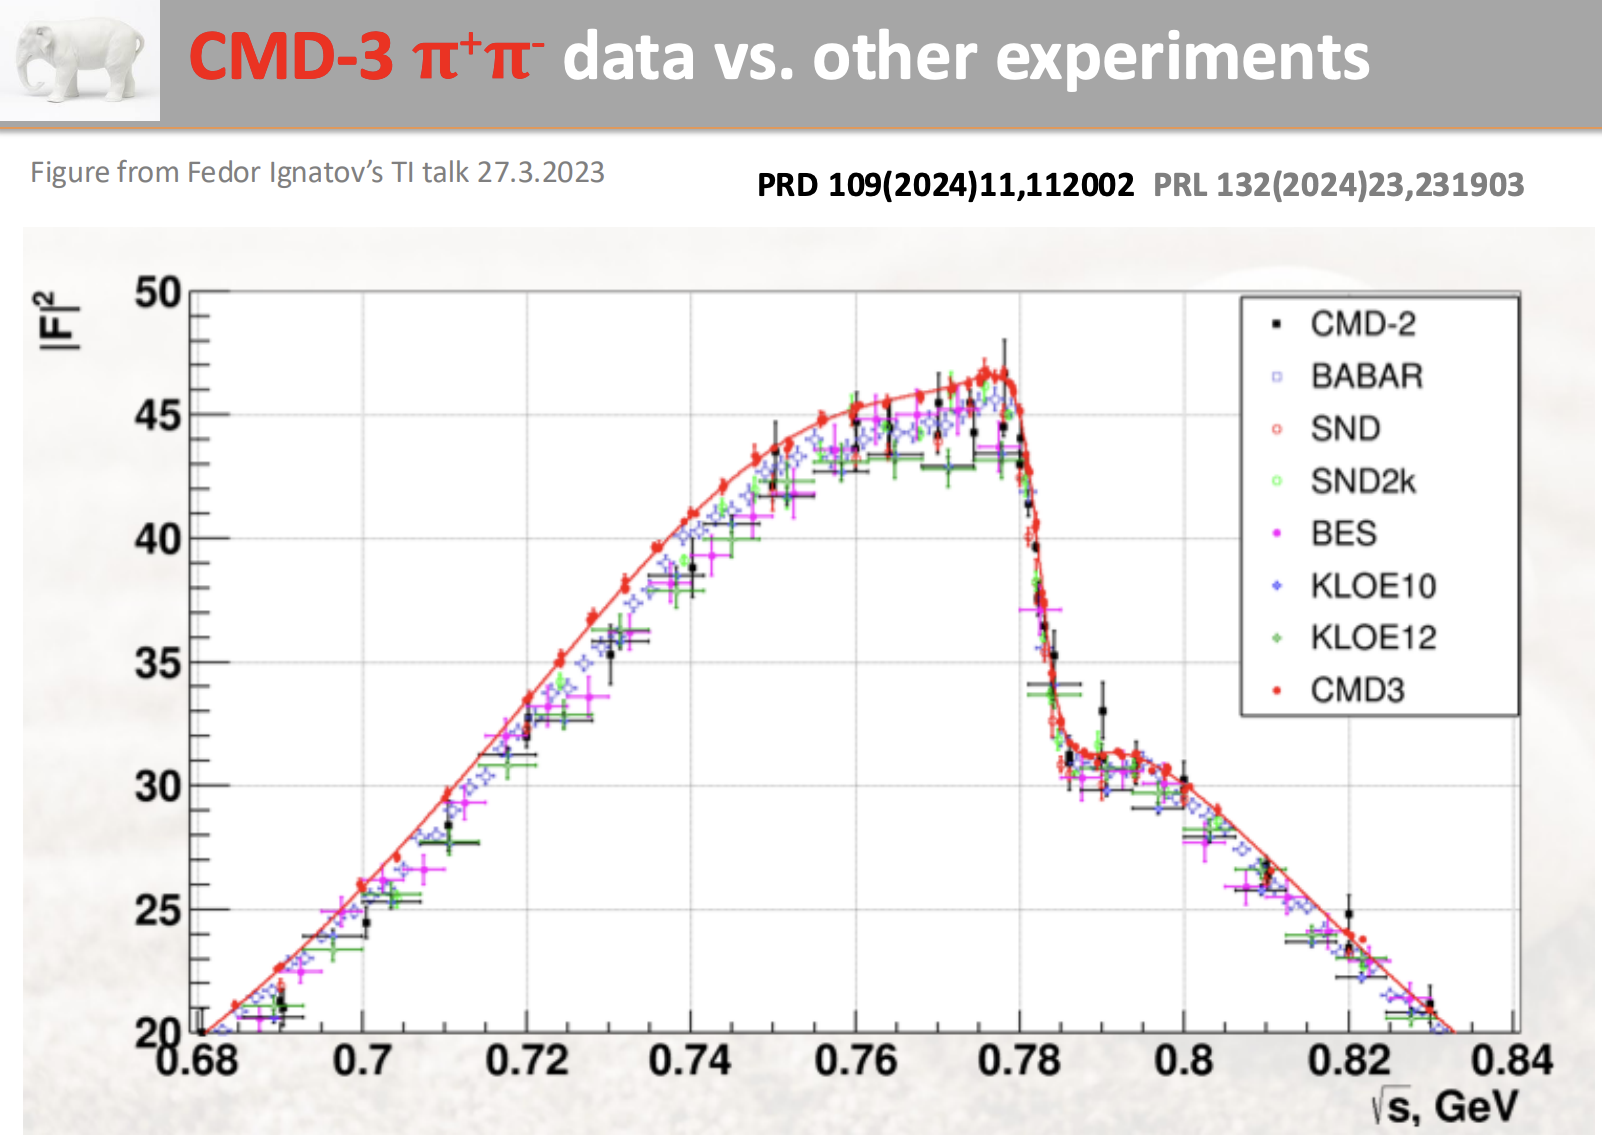 CMD-3 π⁺π⁻ data vs. other experiments
Figure from Fedor Ignatov's TI talk 27.3.2023
PRD 109(2024)11,112002 PRL 132(2024)23,231903
|F|²
50
45
40
35
30
25
20
CMD-2
BABAR
SND
SND2k
BES
KLOE10
KLOE12
CMD3
0.68 0.7 0.72 0.74 0.76 0.78 0.8 0.82 0.84
√s, GeV